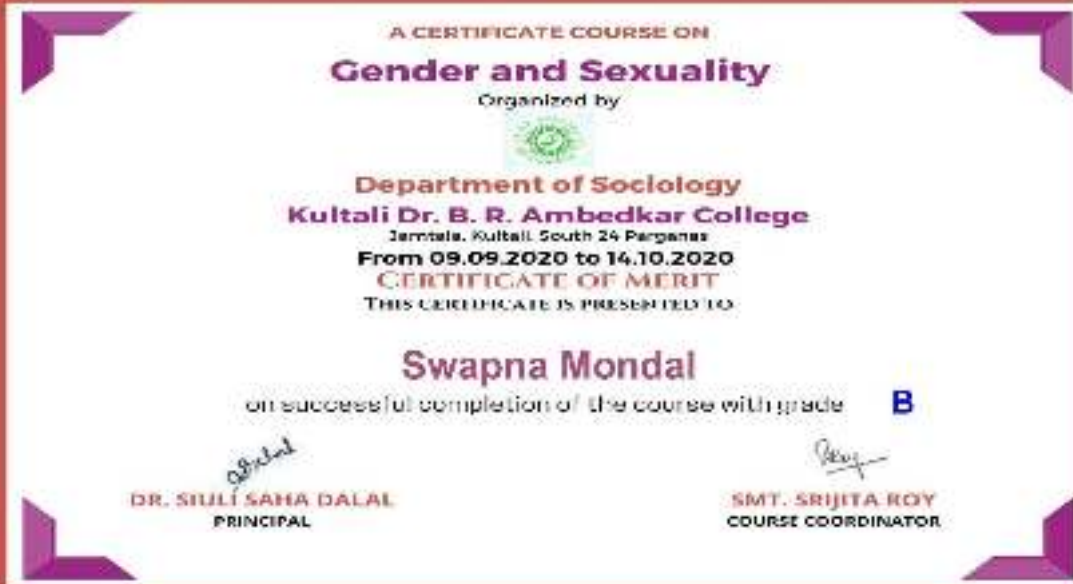 A CERTIFICATE COURSE ON
Gender and Sexuality
Organized by
Department of Sociology
Kultali Dr. B. R. Ambedkar College
Jamtala, Kultali, South 24 Parganas
From 09.09.2020 to 14.10.2020
CERTIFICATE OF MERIT
THIS CERTIFICATE IS PRESENTED TO
Swapna Mondal
on successful completion of the course with grade B
DR. SIULI SAHA DALAL
PRINCIPAL
SMT. SRIJITA ROY
COURSE COORDINATOR